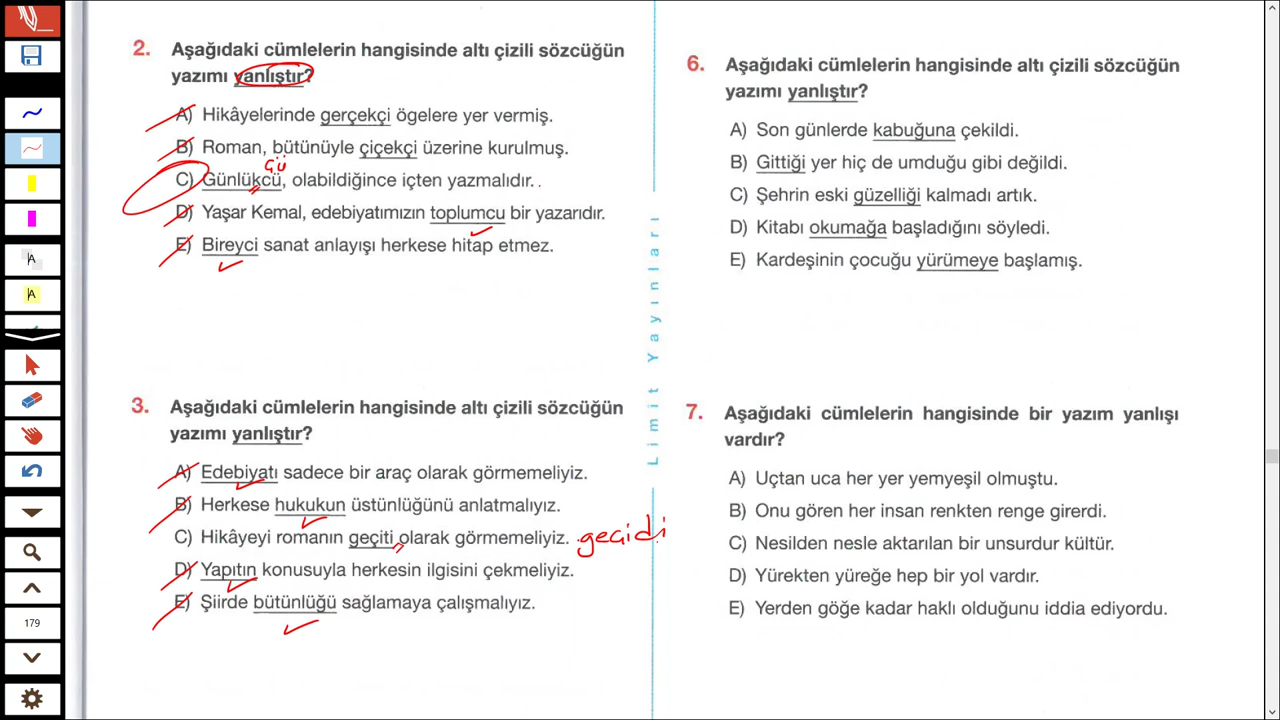 2. Aşağıdaki cümlelerin hangisinde altı çizili sözcüğün
yazımı yanlıştır?
A) Hikâyelerinde gerçekçi ögelere yer vermiş.
B) Roman, bütünüyle çiçekçi üzerine kurulmuş.
çü
C) Günlükcü, olabildiğince içten yazmalıdır. .
D) Yaşar Kemal, edebiyatımızın toplumcu bir yazarıdır.
E) Bireyci sanat anlayışı herkese hitap etmez.
3. Aşağıdaki cümlelerin hangisinde altı çizili sözcüğün
yazımı yanlıştır?
A) Edebiyatı sadece bir araç olarak görmemeliyiz.
B) Herkese hukukun üstünlüğünü anlatmalıyız.
C) Hikâyeyi romanın geçiti olarak görmemeliyiz. geçidi
D) Yapıtın konusuyla herkesin ilgisini çekmeliyiz.
E) Şiirde bütünlüğü sağlamaya çalışmalıyız.
Limit Yayınları
6. Aşağıdaki cümlelerin hangisinde altı çizili sözcüğün
yazımı yanlıştır?
A) Son günlerde kabuğuna çekildi.
B) Gittiği yer hiç de umduğu gibi değildi.
C) Şehrin eski güzelliği kalmadı artık.
D) Kitabı okumağa başladığını söyledi.
E) Kardeşinin çocuğu yürümeye başlamış.
7. Aşağıdaki cümlelerin hangisinde bir yazım yanlışı
vardır?
A) Uçtan uca her yer yemyeşil olmuştu.
B) Onu gören her insan renkten renge girerdi.
C) Nesilden nesle aktarılan bir unsurdur kültür.
D) Yürekten yüreğe hep bir yol vardır.
E) Yerden göğe kadar haklı olduğunu iddia ediyordu.
A
A
179